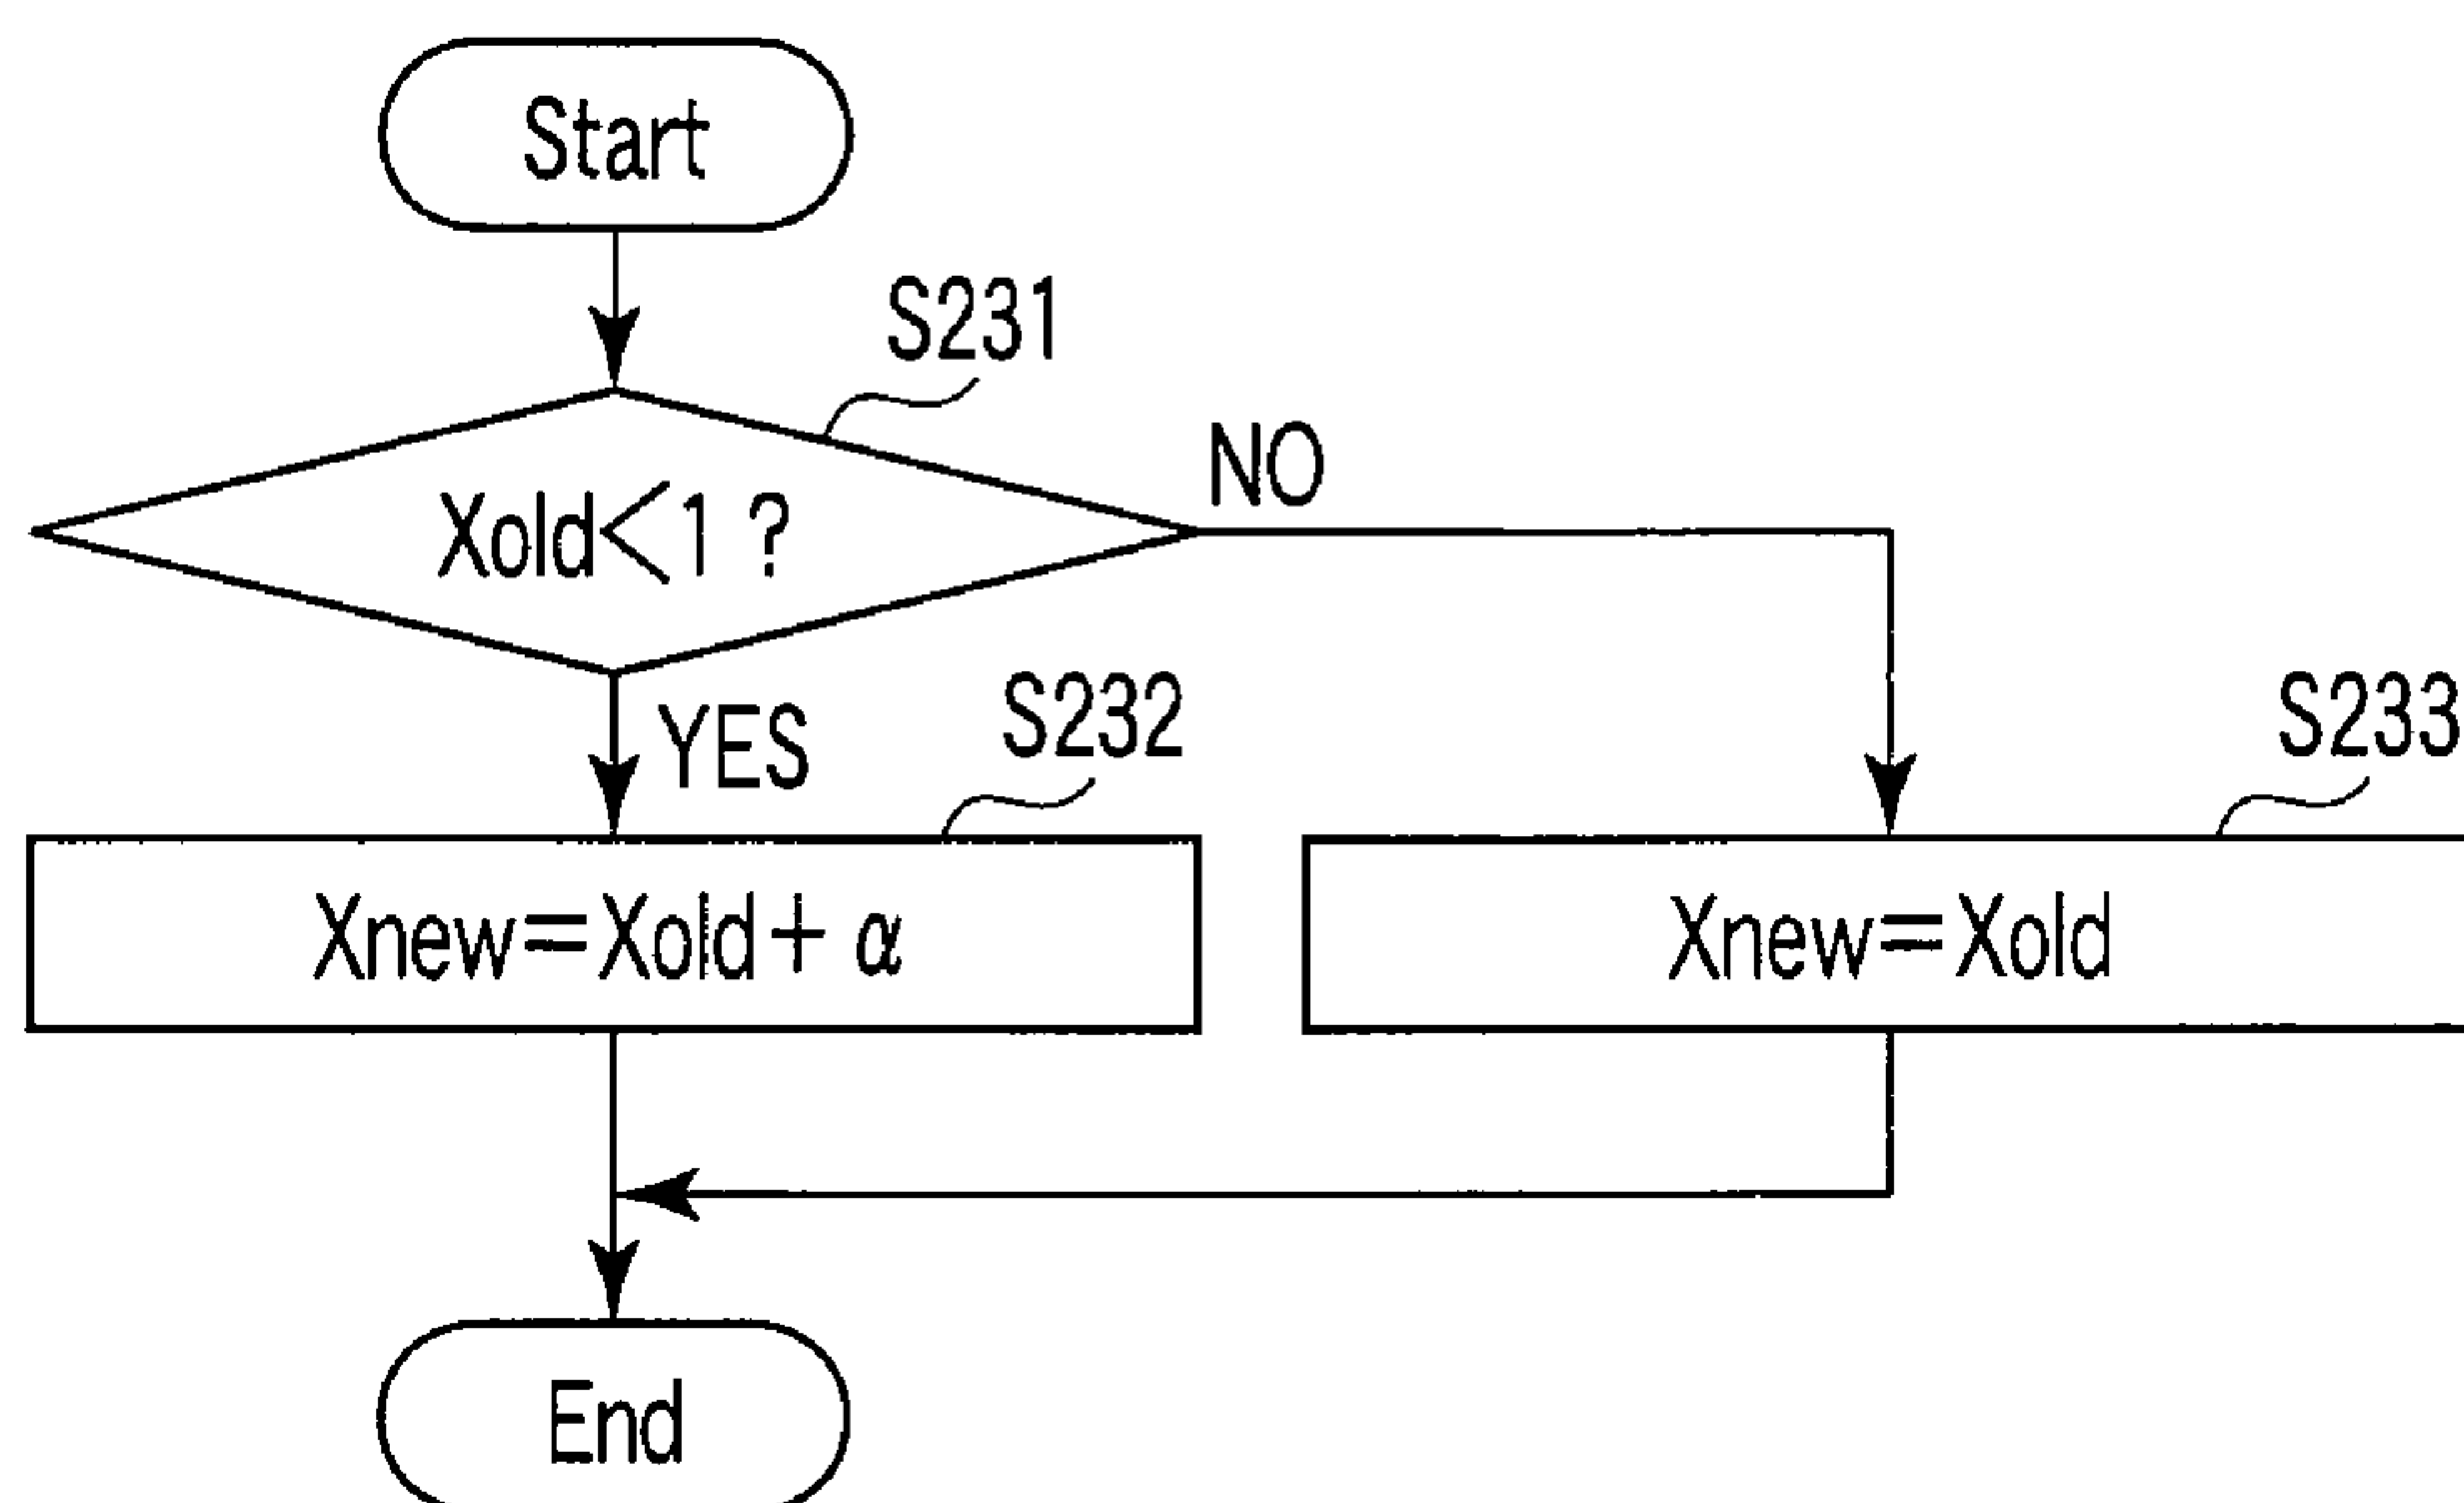 Start
S231
Xold<1 ?
NO
YES
S232
S233
Xnew=Xold+ α
Xnew=Xold
End